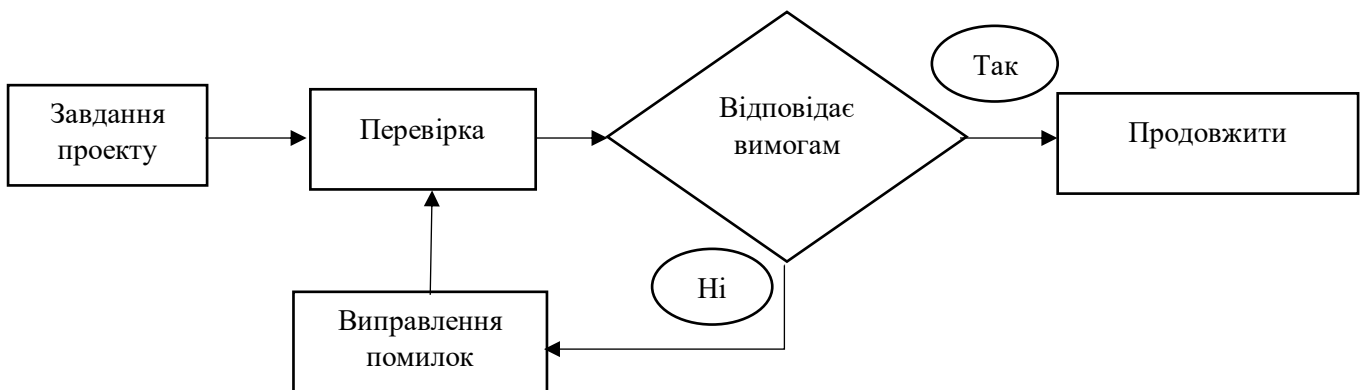 Завдання
проекту
Перевірка
Відповідає
вимогам
Так
Продовжити
Ні
Виправлення
помилок